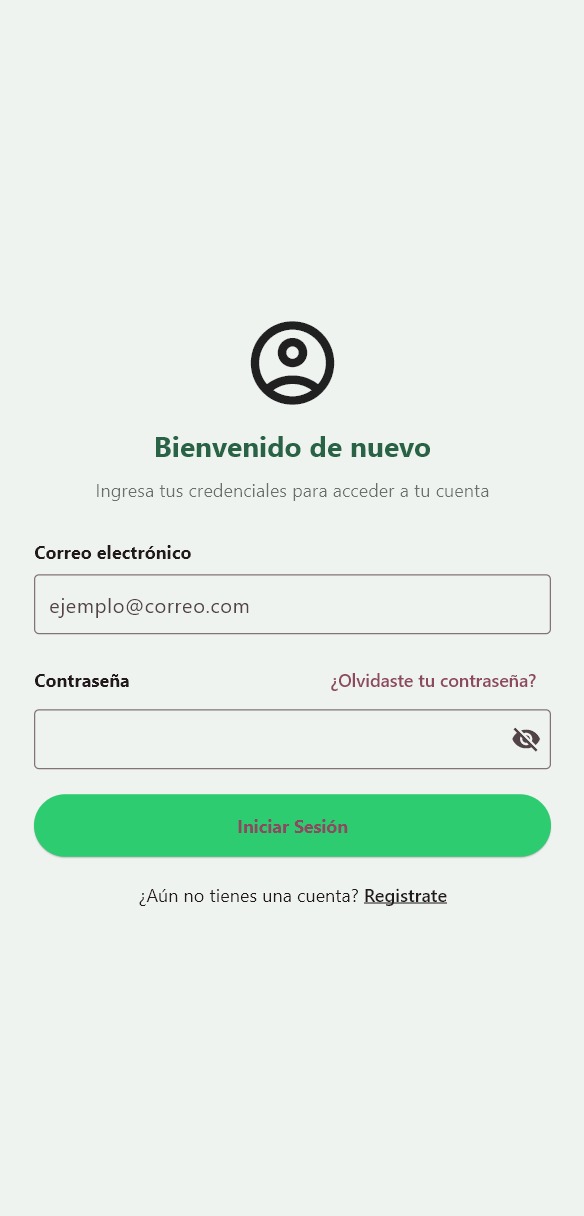 Bienvenido de nuevo
Ingresa tus credenciales para acceder a tu cuenta
Correo electrónico
ejemplo@correo.com
Contraseña ¿Olvidaste tu contraseña?
Iniciar Sesión
¿Aún no tienes una cuenta? Registrate